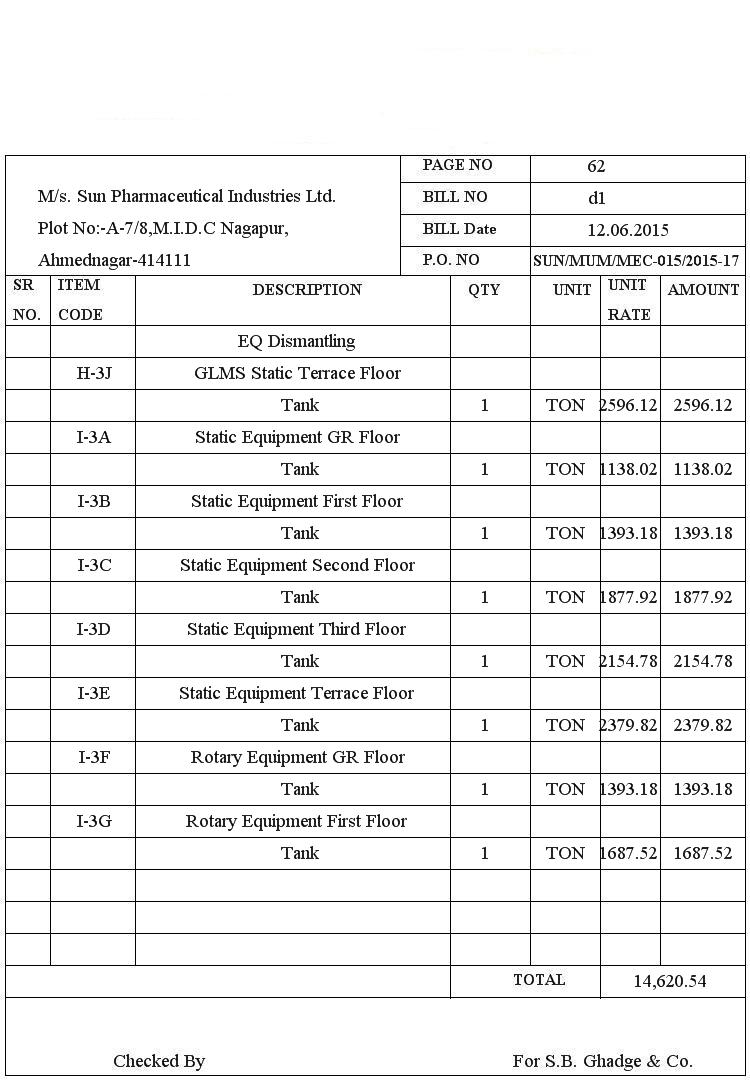 PAGE NO 62
M/s. Sun Pharmaceutical Industries Ltd. BILL NO d1
Plot No:-A-7/8,M.I.D.C Nagapur, BILL Date 12.06.2015
Ahmednagar-414111 P.O. NO SUN/MUM/MEC-015/2015-17
SR NO. ITEM CODE DESCRIPTION QTY UNIT UNIT RATE AMOUNT
EQ Dismantling
H-3J GLMS Static Terrace Floor
Tank 1 TON 2596.12 2596.12
I-3A Static Equipment GR Floor
Tank 1 TON 1138.02 1138.02
I-3B Static Equipment First Floor
Tank 1 TON 1393.18 1393.18
I-3C Static Equipment Second Floor
Tank 1 TON 1877.92 1877.92
I-3D Static Equipment Third Floor
Tank 1 TON 2154.78 2154.78
I-3E Static Equipment Terrace Floor
Tank 1 TON 2379.82 2379.82
I-3F Rotary Equipment GR Floor
Tank 1 TON 1393.18 1393.18
I-3G Rotary Equipment First Floor
Tank 1 TON 1687.52 1687.52
TOTAL 14,620.54
Checked By For S.B. Ghadge & Co.